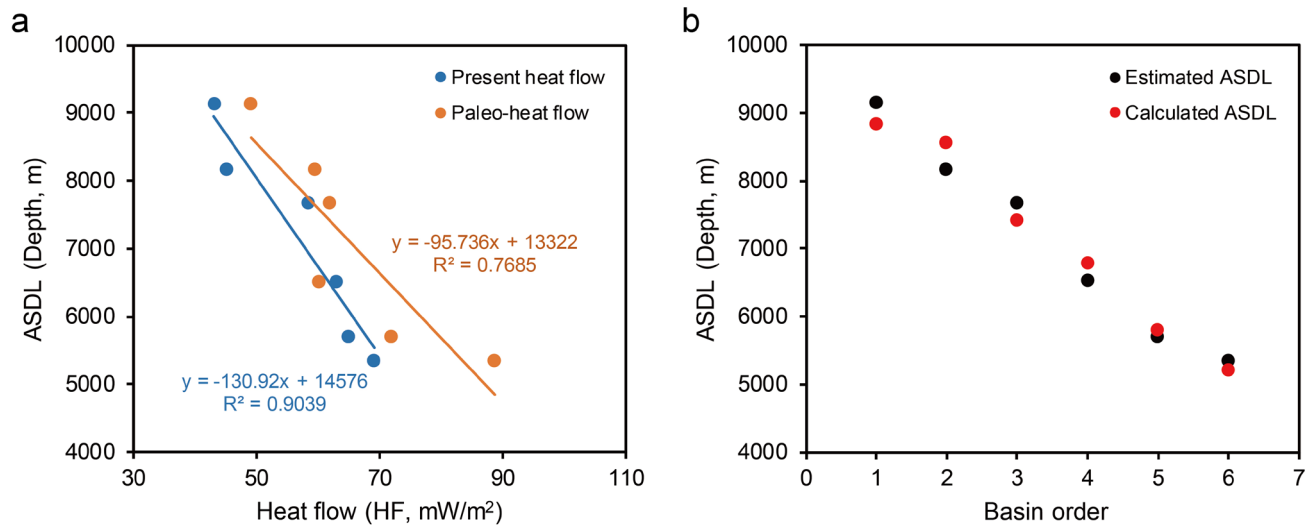 a
10000
9000
8000
7000
6000
5000
4000
ASDL (Depth, m)
Present heat flow
Paleo-heat flow
y = -95.736x + 13322
R² = 0.7685
y = -130.92x + 14576
R² = 0.9039
30 50 70 90 110
Heat flow (HF, mW/m²)
b
10000
9000
8000
7000
6000
5000
4000
ASDL (Depth, m)
Estimated ASDL
Calculated ASDL
0 1 2 3 4 5 6 7
Basin order